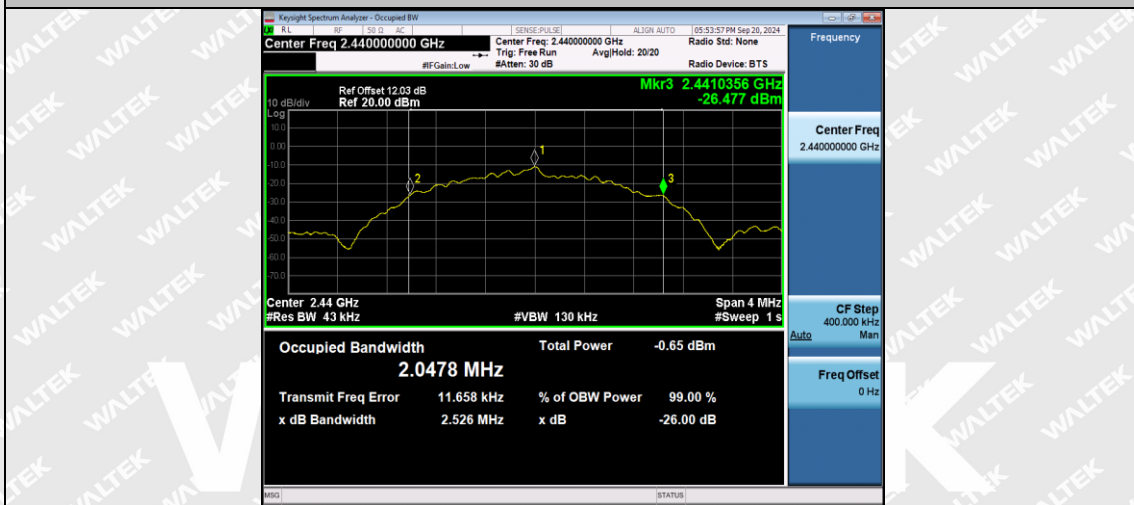 Keysight Spectrum Analyzer - Occupied BW
RL RF 50 Ω AC SENSE:PULSE ALIGN AUTO 05:53:57 PM Sep 20, 2024
Center Freq 2.440000000 GHz
Center Freq: 2.440000000 GHz
Radio Std: None
Trig: Free Run Avg|Hold: 20/20
#IFGain:Low #Atten: 30 dB Radio Device: BTS
Mkr3 2.4410356 GHz
-26.477 dBm
Ref Offset 12.03 dB
10 dB/div Ref 20.00 dBm
Log
10.0
0.00
-10.0
-20.0
-30.0
-40.0
-50.0
-60.0
-70.0
1
2
3
Center 2.44 GHz Span 4 MHz
#Res BW 43 kHz #VBW 130 kHz #Sweep 1 s
Occupied Bandwidth Total Power -0.65 dBm
2.0478 MHz
Transmit Freq Error 11.658 kHz % of OBW Power 99.00 %
x dB Bandwidth 2.526 MHz x dB -26.00 dB
MSG STATUS
Frequency
Center Freq
2.440000000 GHz
CF Step
400.000 kHz
Auto Man
Freq Offset
0 Hz
WALTEK